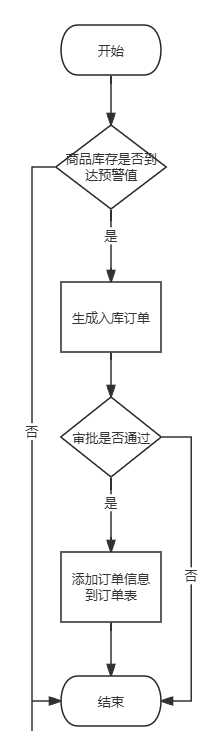 开始
商品库存是否到
达预警值
是
生成入库订单
否
审批是否通过
是
添加订单信息
到订单表
否
结束